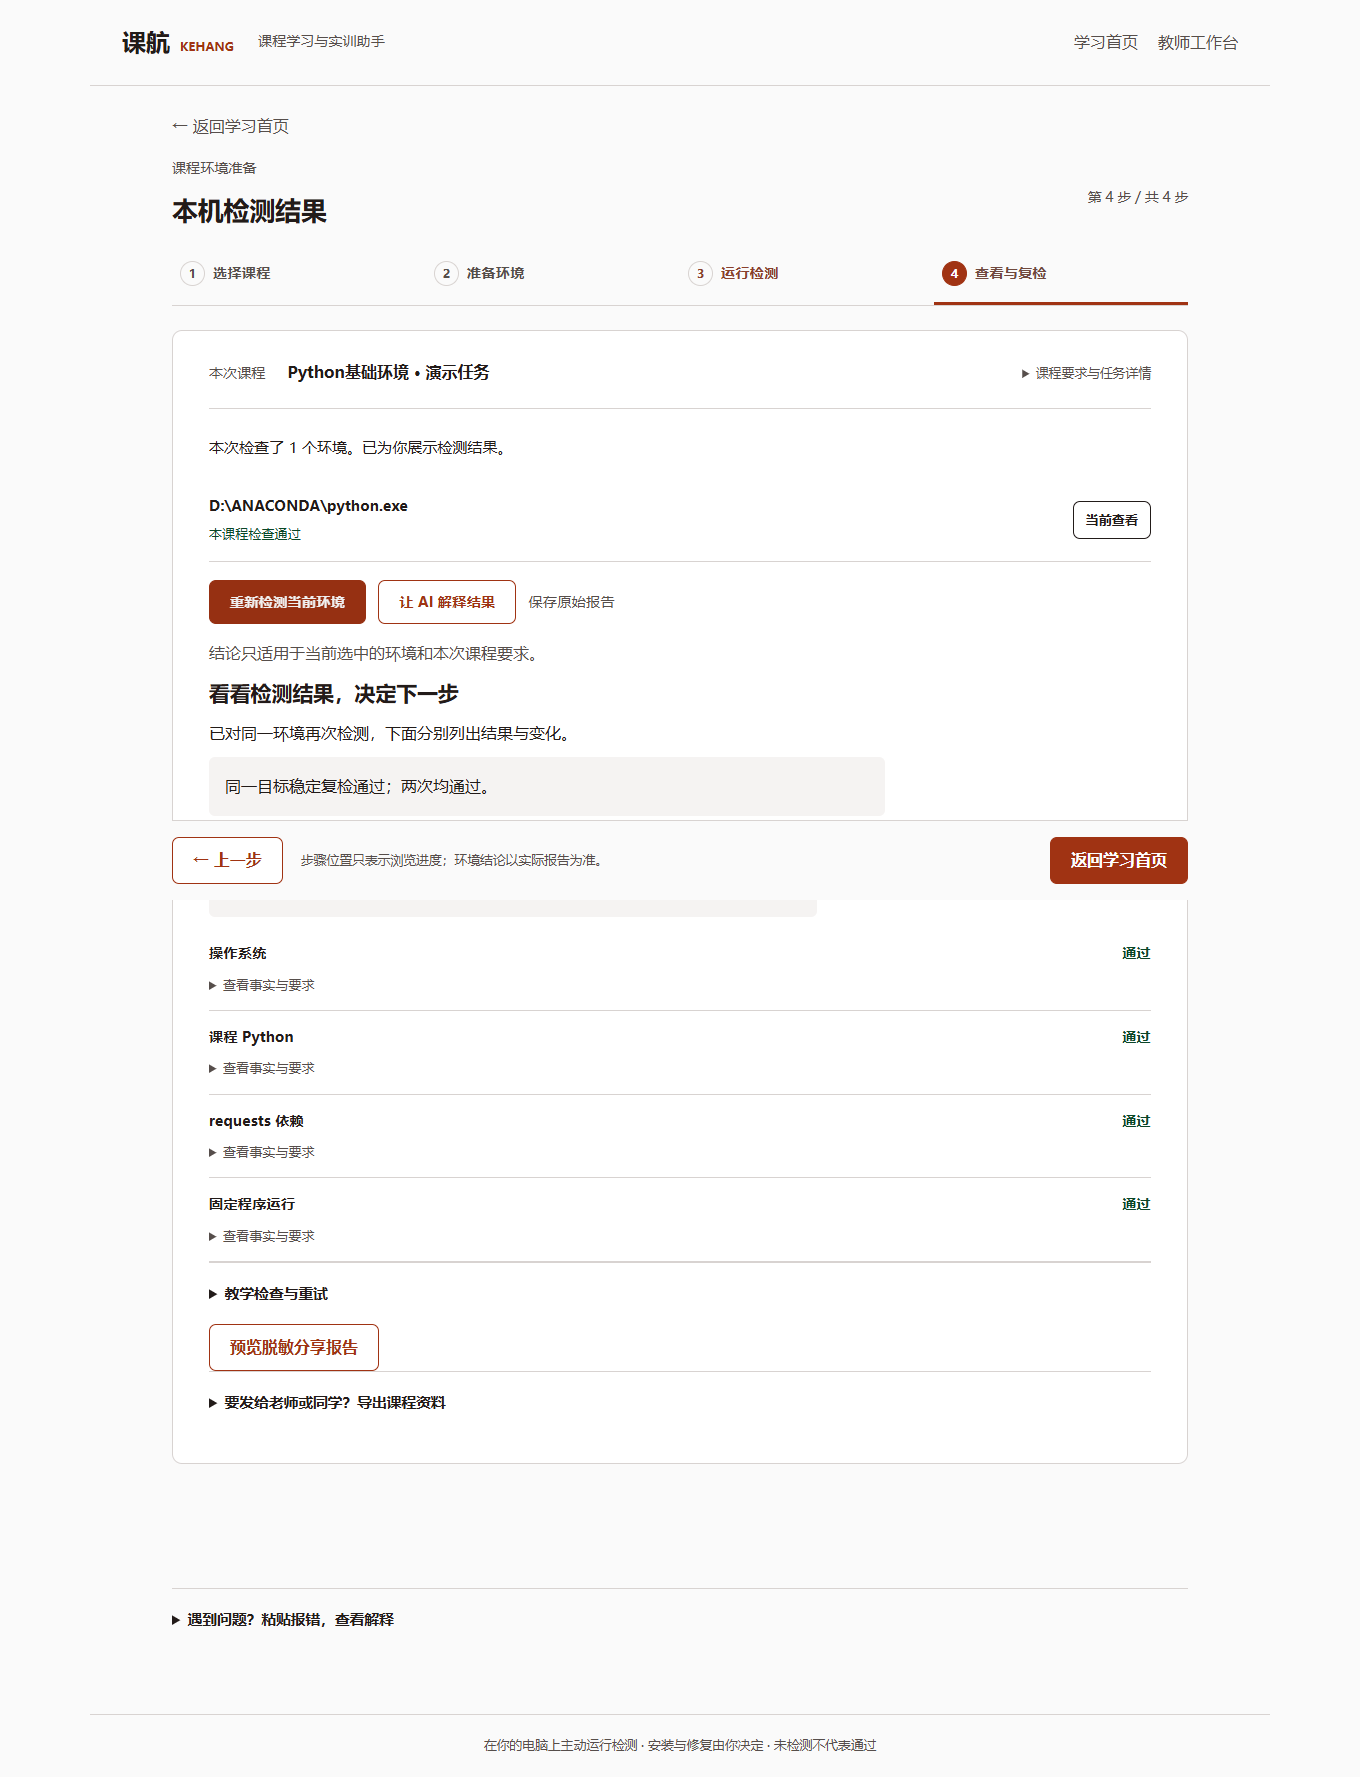 课航 KEHANG 课程学习与实训助手 学习首页 教师工作台
← 返回学习首页
课程环境准备
本机检测结果
第 4 步 / 共 4 步
1 选择课程 2 准备环境 3 运行检测 4 查看与复检
本次课程 Python基础环境 • 演示任务 ▶ 课程要求与任务详情
本次检查了 1 个环境。已为你展示检测结果。
D:\ANACONDA\python.exe
本课程检查通过
当前查看
重新检测当前环境 让 AI 解释结果 保存原始报告
结论只适用于当前选中的环境和本次课程要求。
看看检测结果，决定下一步
已对同一环境再次检测，下面分别列出结果与变化。
同一目标稳定复检通过；两次均通过。
← 上一步 步骤位置只表示浏览进度；环境结论以实际报告为准。 返回学习首页
操作系统 通过
▶ 查看事实与要求
课程 Python 通过
▶ 查看事实与要求
requests 依赖 通过
▶ 查看事实与要求
固定程序运行 通过
▶ 查看事实与要求
▶ 教学检查与重试
预览脱敏分享报告
▶ 要发给老师或同学？导出课程资料
▶ 遇到问题？粘贴报错，查看解释
在你的电脑上主动运行检测 · 安装与修复由你决定 · 未检测不代表通过